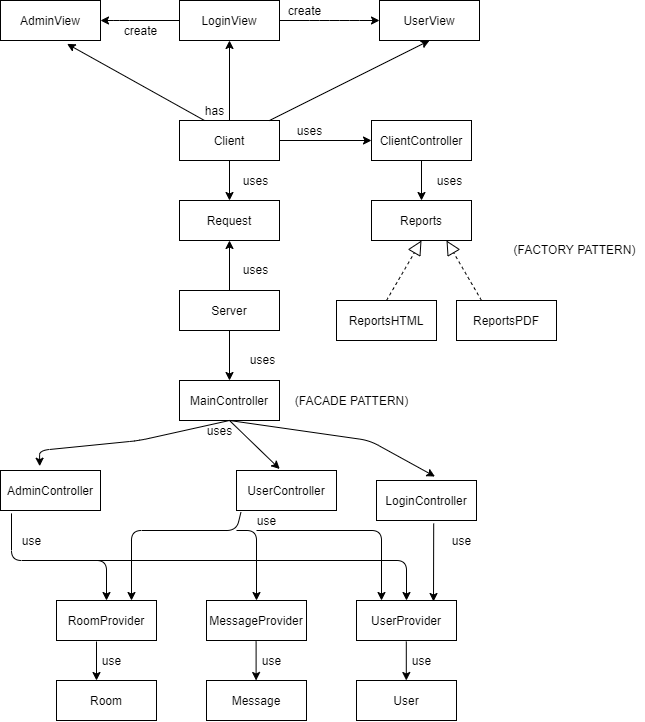 AdminView
create
LoginView
create
UserView
has
Client
uses
ClientController
uses
uses
Request
Reports
(FACTORY PATTERN)
uses
Server
ReportsHTML
ReportsPDF
uses
MainController
(FACADE PATTERN)
uses
AdminController
UserController
LoginController
use
use
use
RoomProvider
MessageProvider
UserProvider
use
use
use
Room
Message
User